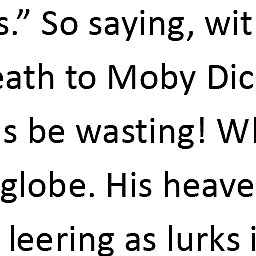 s.” So saying, wit
eath to Moby Dic
s be wasting! Wh
globe. His heave
leering as lurks i